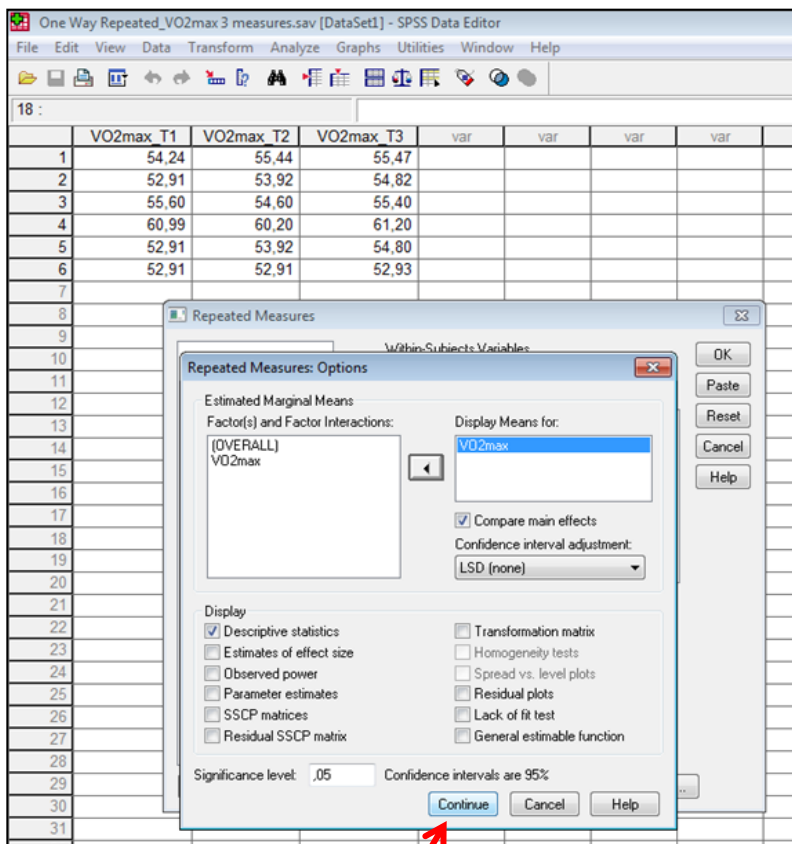 One Way Repeated_VO2max 3 measures.sav [DataSet1] - SPSS Data Editor
File Edit View Data Transform Analyze Graphs Utilities Window Help
18 :
VO2max_T1 VO2max_T2 VO2max_T3 var var var var
1 54,24 55,44 55,47
2 52,91 53,92 54,82
3 55,60 54,60 55,40
4 60,99 60,20 61,20
5 52,91 53,92 54,80
6 52,91 52,91 52,93
7
8
9
10
11
12
13
14
15
16
17
18
19
20
21
22
23
24
25
26
27
28
29
30
31
Repeated Measures
Within-Subjects Variables
OK
Paste
Reset
Cancel
Help
Repeated Measures: Options
Estimated Marginal Means
Factor(s) and Factor Interactions:
(OVERALL)
VO2max
Display Means for:
VO2max
Compare main effects
Confidence interval adjustment:
LSD (none)
Display
Descriptive statistics
Estimates of effect size
Observed power
Parameter estimates
SSCP matrices
Residual SSCP matrix
Transformation matrix
Homogeneity tests
Spread vs. level plots
Residual plots
Lack of fit test
General estimable function
Significance level: ,05 Confidence intervals are 95%
Continue Cancel Help